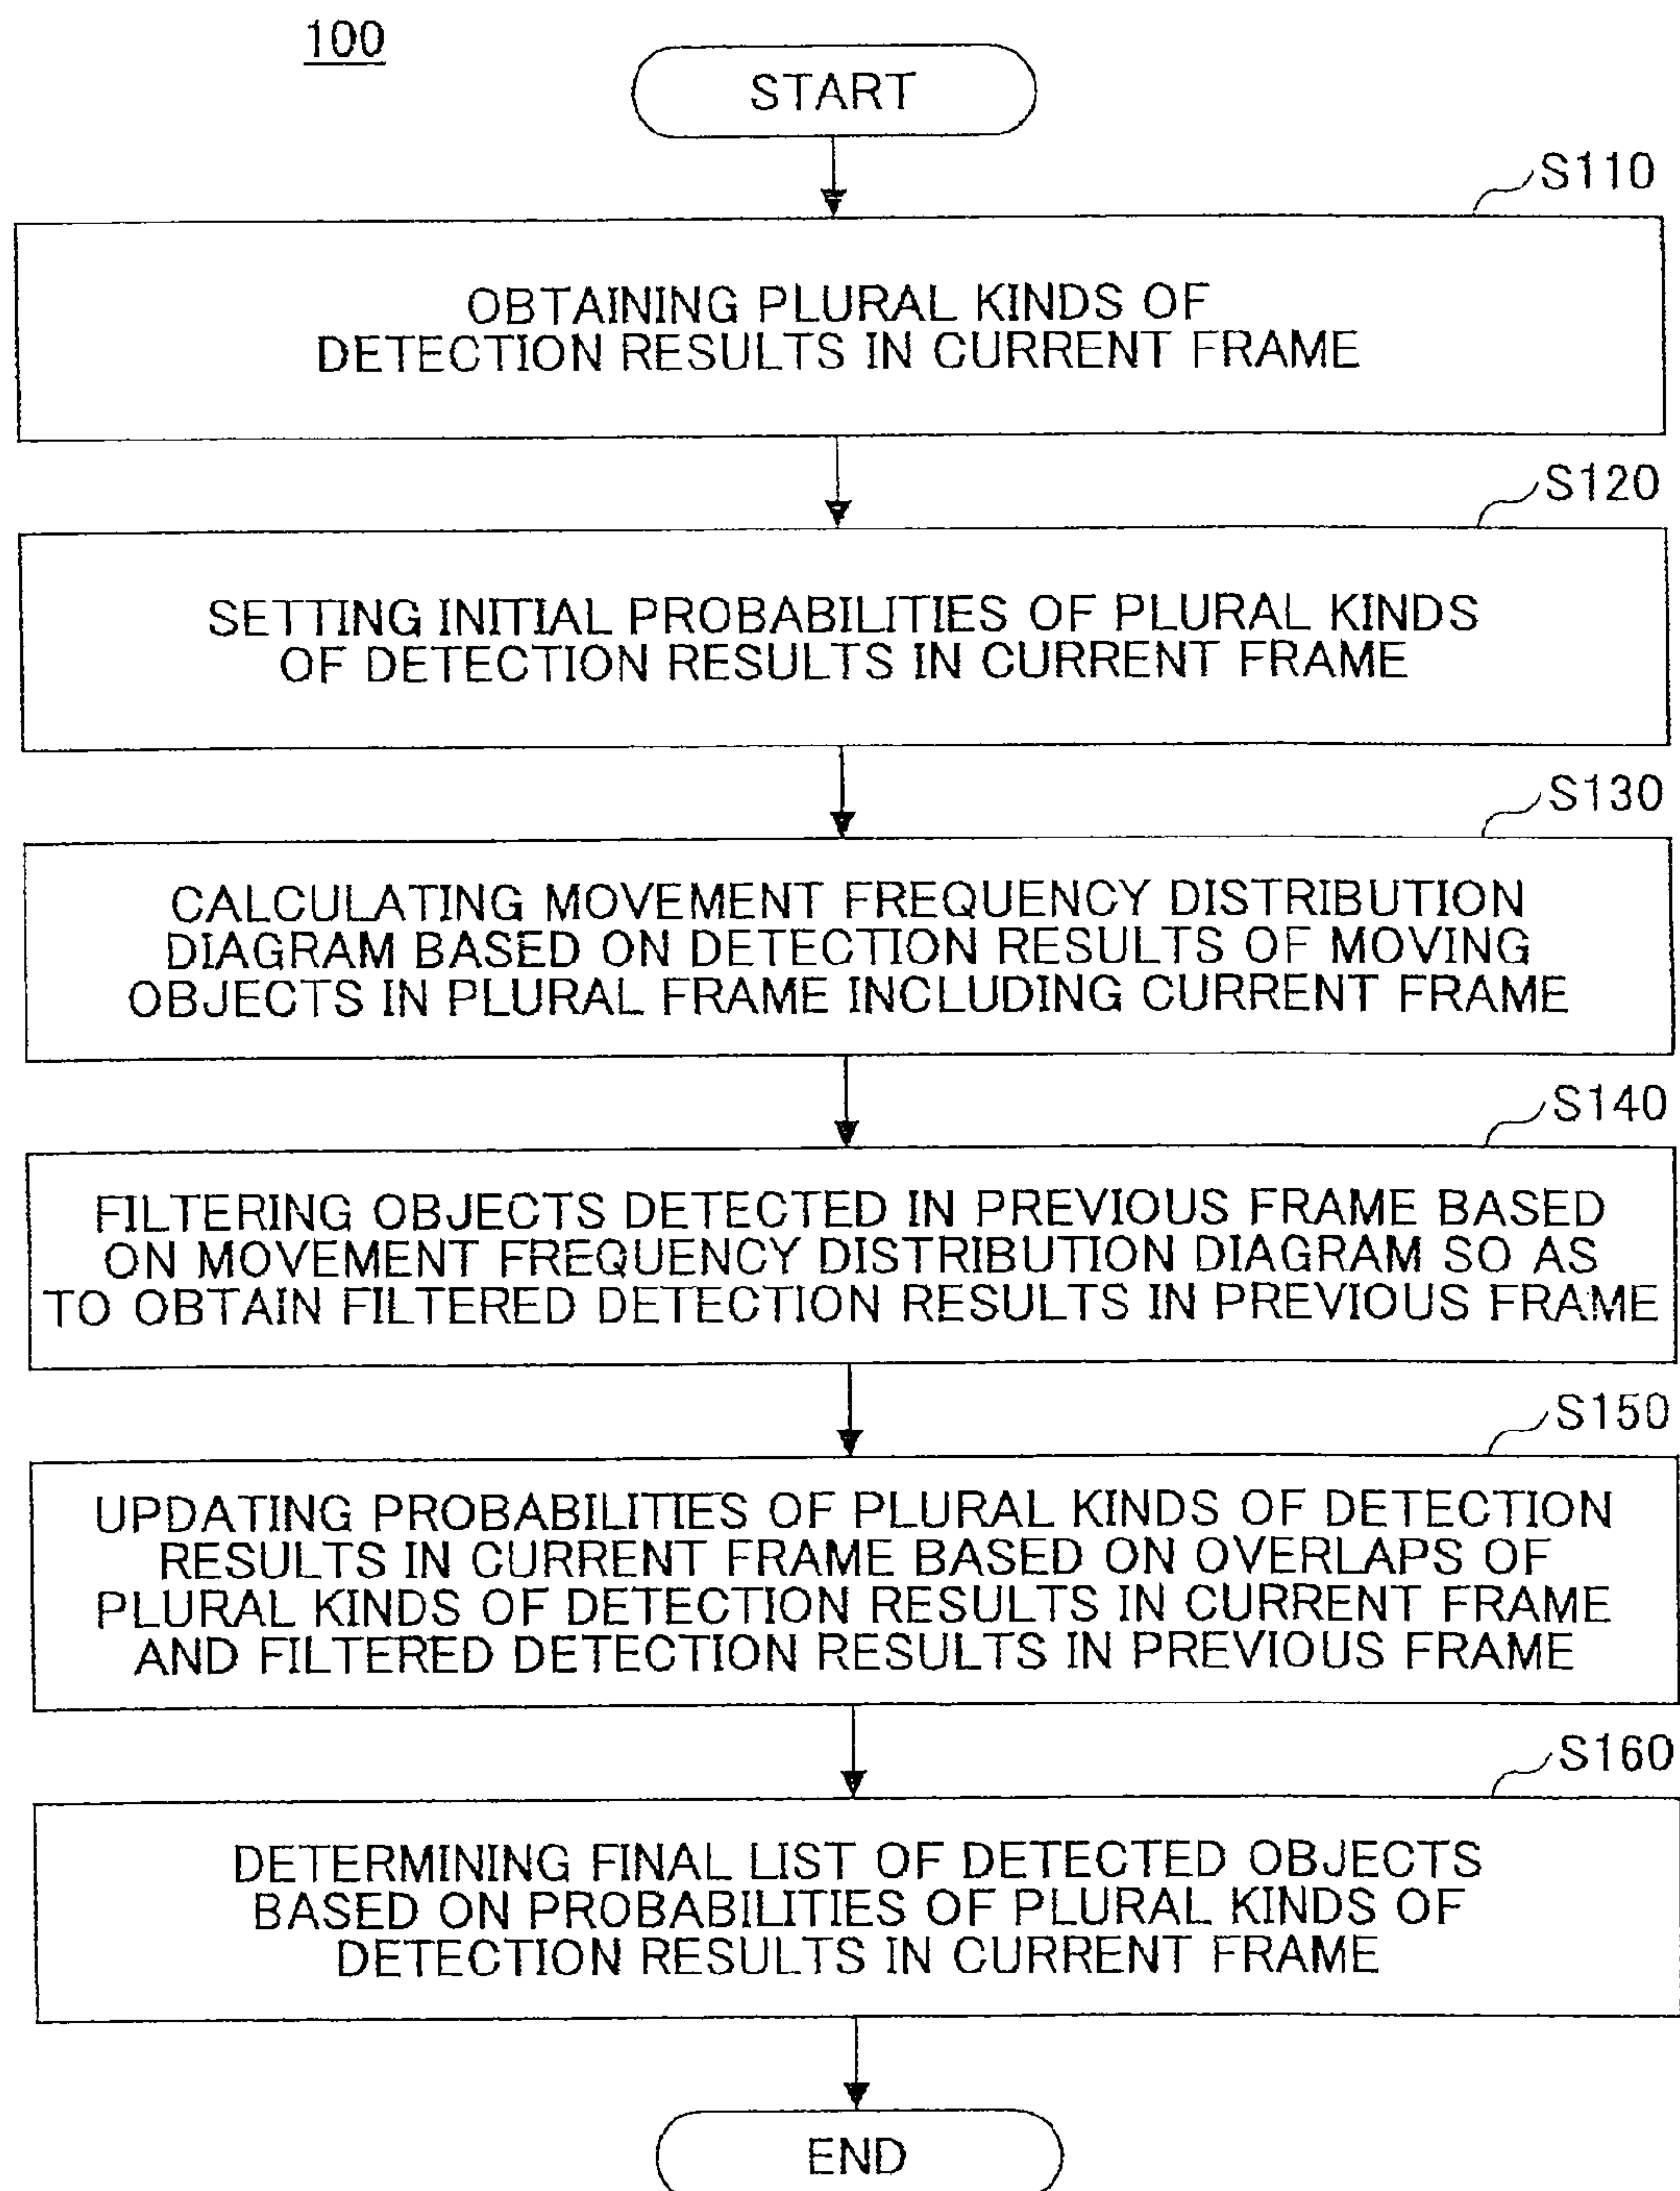 100
START
S110
OBTAINING PLURAL KINDS OF
DETECTION RESULTS IN CURRENT FRAME
S120
SETTING INITIAL PROBABILITIES OF PLURAL KINDS
OF DETECTION RESULTS IN CURRENT FRAME
S130
CALCULATING MOVEMENT FREQUENCY DISTRIBUTION
DIAGRAM BASED ON DETECTION RESULTS OF MOVING
OBJECTS IN PLURAL FRAME INCLUDING CURRENT FRAME
S140
FILTERING OBJECTS DETECTED IN PREVIOUS FRAME BASED
ON MOVEMENT FREQUENCY DISTRIBUTION DIAGRAM SO AS
TO OBTAIN FILTERED DETECTION RESULTS IN PREVIOUS FRAME
S150
UPDATING PROBABILITIES OF PLURAL KINDS OF DETECTION
RESULTS IN CURRENT FRAME BASED ON OVERLAPS OF
PLURAL KINDS OF DETECTION RESULTS IN CURRENT FRAME
AND FILTERED DETECTION RESULTS IN PREVIOUS FRAME
S160
DETERMINING FINAL LIST OF DETECTED OBJECTS
BASED ON PROBABILITIES OF PLURAL KINDS OF
DETECTION RESULTS IN CURRENT FRAME
END